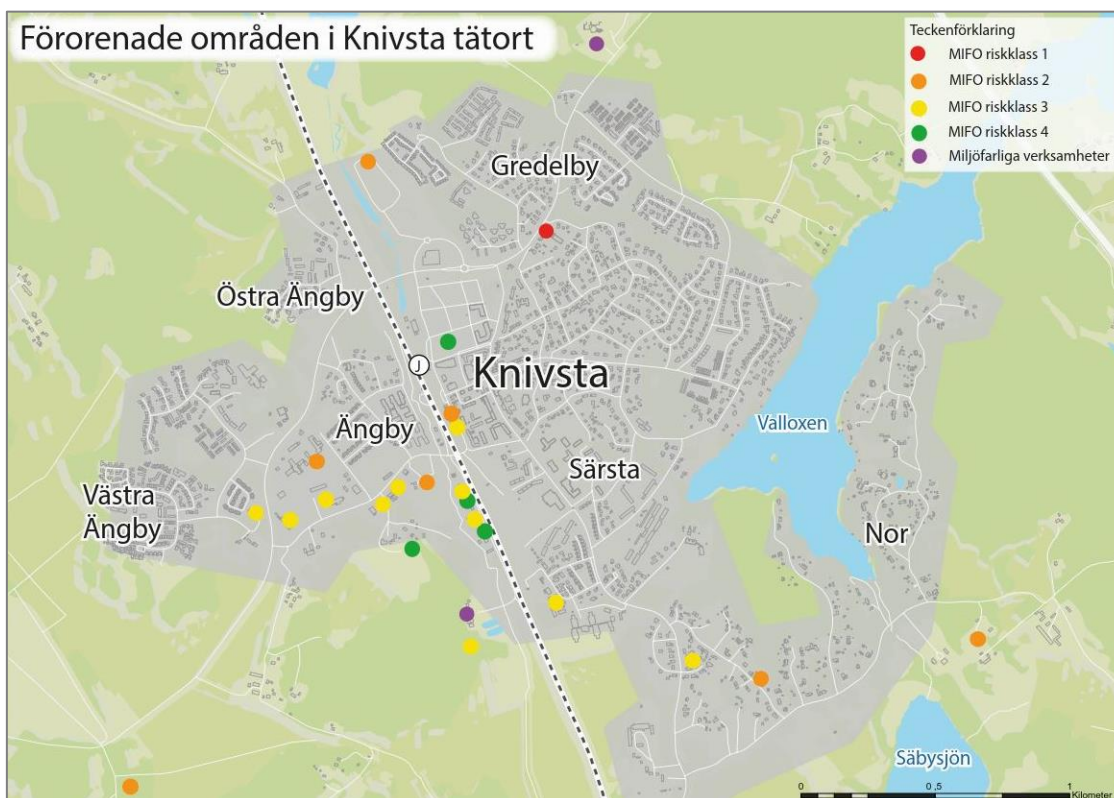 Förorenade områden i Knivsta tätort
Teckenförklaring
MIFO riskklass 1
MIFO riskklass 2
MIFO riskklass 3
MIFO riskklass 4
Miljöfarliga verksamheter
Gredelby
Östra Ängby
J
Knivsta
Ängby
Valloxen
Särsta
Västra
Ängby
Nor
Säbysjön
0 0,5 1
Kilometer